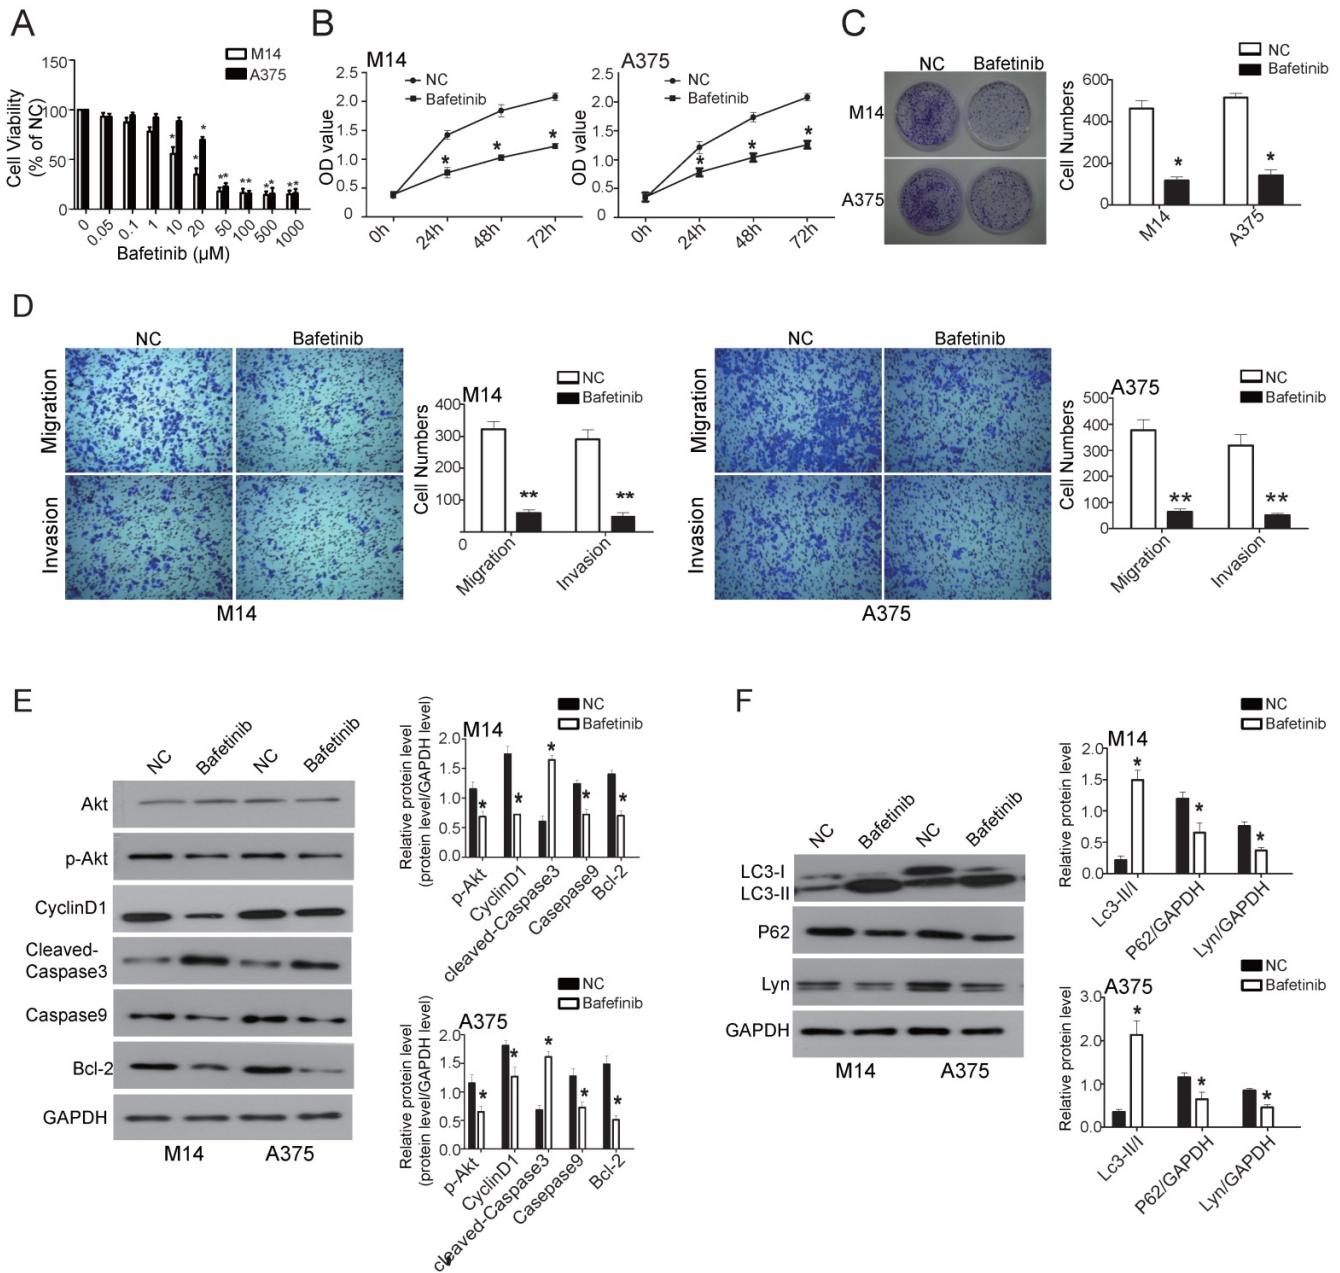 A
M14
A375
Cell Viability
(% of NC)
150
100
50
0
0
0.05
0.1
1
10
20
50
100
500
1000
*
*
*
**
**
**
**
Bafetinib (µM)
B
M14
NC
Bafetinib
OD value
2.5
2.0
1.5
1.0
0.5
0
*
*
*
0h
24h
48h
72h
A375
NC
Bafetinib
OD value
2.5
2.0
1.5
1.0
0.5
0
*
*
*
0h
24h
48h
72h
C
NC
Bafetinib
M14
A375
NC
Bafetinib
Cell Numbers
600
400
200
0
*
*
M14
A375
D
NC
Bafetinib
Migration
Invasion
M14
NC
Bafetinib
M14
Cell Numbers
400
300
200
100
0
**
**
Migration
Invasion
NC
Bafetinib
Migration
Invasion
A375
NC
Bafetinib
A375
Cell Numbers
500
400
300
200
100
0
**
**
Migration
Invasion
E
NC
Bafetinib
NC
Bafetinib
Akt
p-Akt
CyclinD1
Cleaved-
Caspase3
Caspase9
Bcl-2
GAPDH
M14
A375
NC
Bafetinib
M14
Relative protein level
(protein level/GAPDH level)
2.0
1.5
1.0
0.5
0.0
*
*
*
*
*
p-Akt
CyclinD1
cleaved-Caspase3
Casepase9
Bcl-2
NC
Bafefinib
A375
Relative protein level
(protein level/GAPDH level)
2.0
1.5
1.0
0.5
0.0
*
*
*
*
*
p-Akt
CyclinD1
cleaved-Caspase3
Casepase9
Bcl-2
F
NC
Bafetinib
NC
Bafetinib
LC3-I
LC3-II
P62
Lyn
GAPDH
M14
A375
NC
Bafetinib
M14
Relative protein level
2.0
1.5
1.0
0.5
0.0
*
*
*
Lc3-II/I
P62/GAPDH
Lyn/GAPDH
NC
Bafetinib
A375
Relative protein level
3.0
2.0
1.0
0.0
*
*
*
Lc3-II/I
P62/GAPDH
Lyn/GAPDH